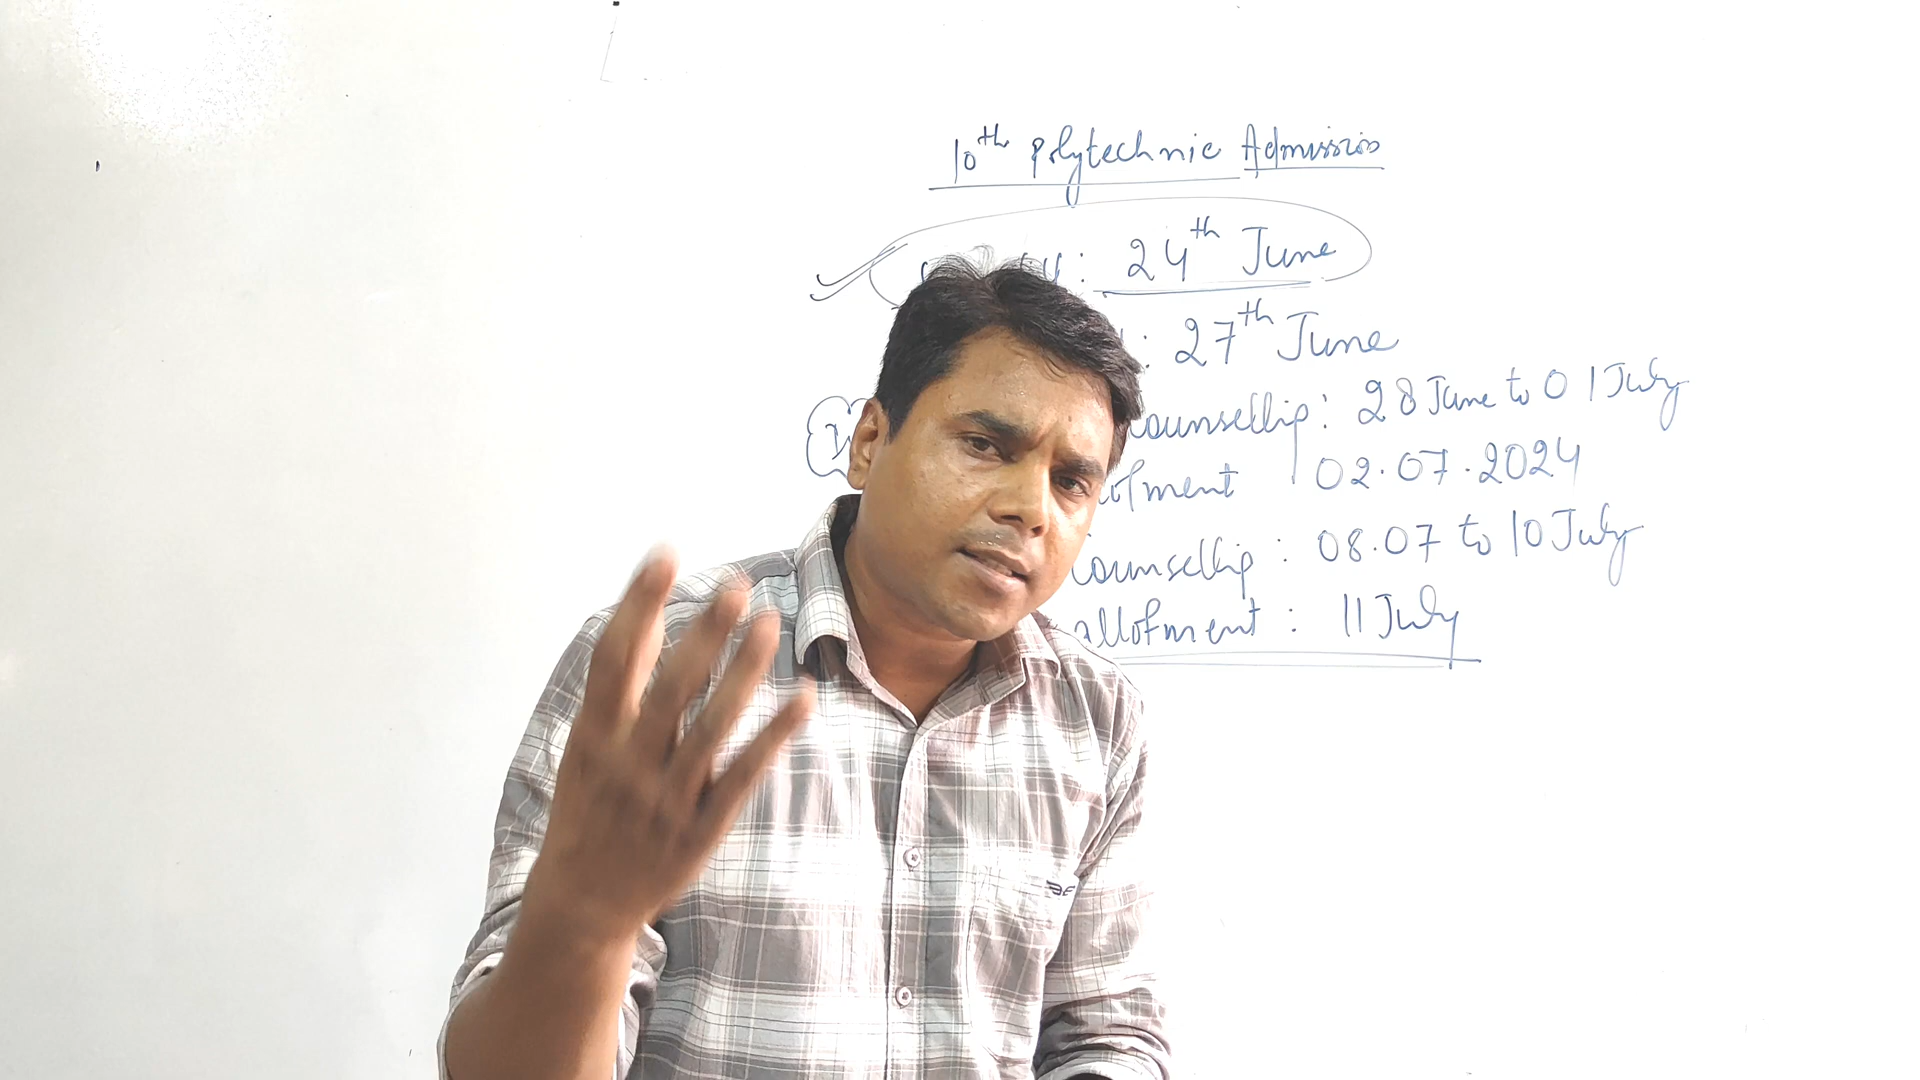 10th polytechnic Admission
: 24th June
: 27th June
counselling : 28 June to 01 July
02.07.2024
counselling : 08.07 to 10 July
allotment : 11 July